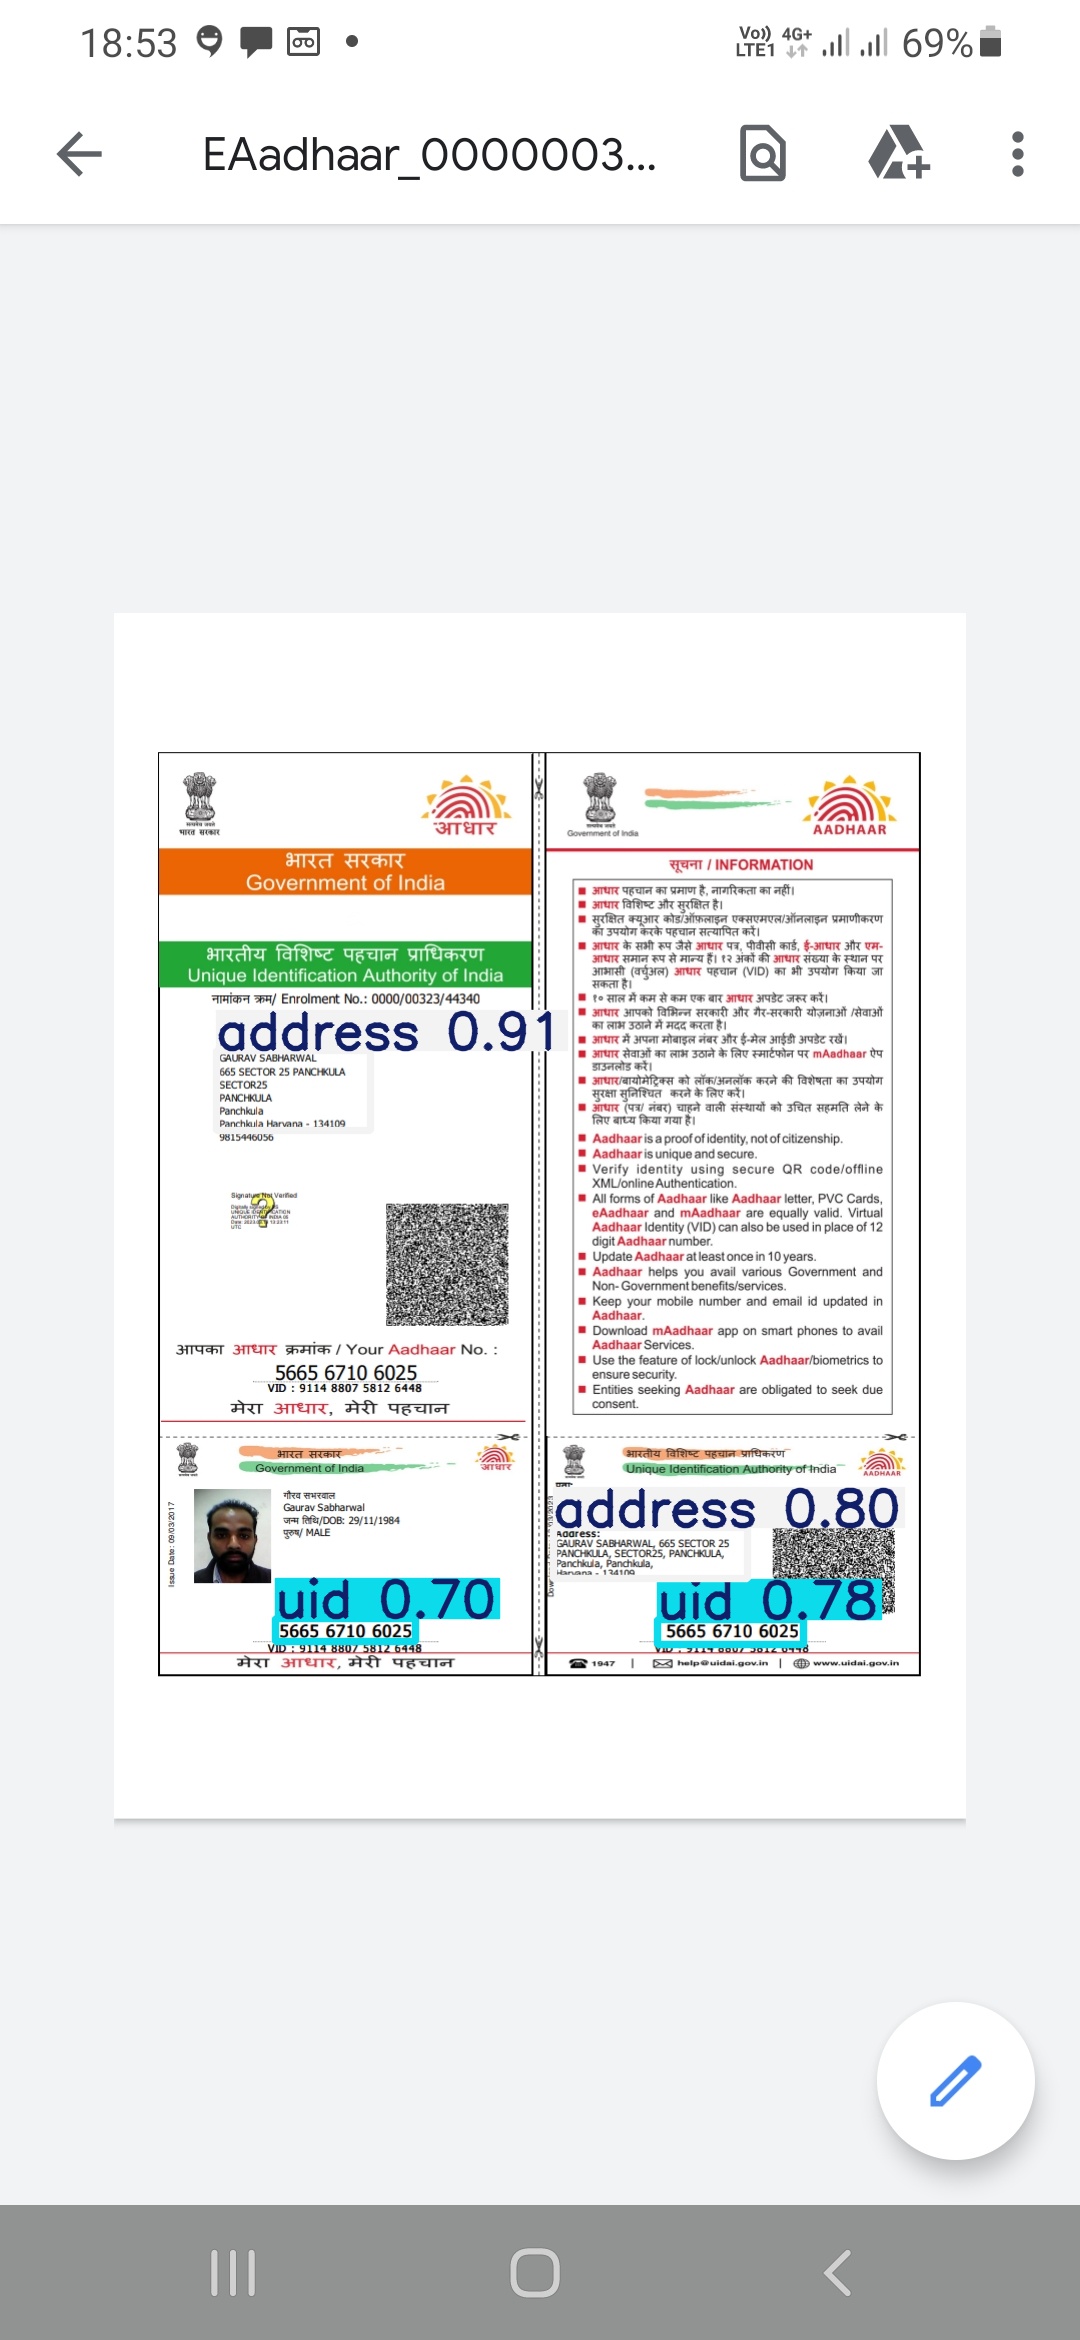 18:53
Vo)) 4G+
LTE1
69%
EAadhaar_0000003...
भारत सरकार
आधार
भारत सरकार
Government of India
भारतीय विशिष्ट पहचान प्राधिकरण
Unique Identification Authority of India
नामांकन क्रम/ Enrolment No.: 0000/00323/44340
address 0.91
GAURAV SABHARWAL
665 SECTOR 25 PANCHKULA
SECTOR25
PANCHKULA
Panchkula
Panchkula Haryana - 134109
9815446056
Signature Not Verified
आपका आधार क्रमांक / Your Aadhaar No. :
5665 6710 6025
VID : 9114 8807 5812 6448
मेरा आधार, मेरी पहचान
Government of India
AADHAAR
सूचना / INFORMATION
आधार पहचान का प्रमाण है, नागरिकता का नहीं।
आधार विशिष्ट और सुरक्षित है।
सुरक्षित क्यूआर कोड/ऑफ़लाइन एक्सएमएल/ऑनलाइन प्रमाणीकरण
का उपयोग करके पहचान सत्यापित करें।
आधार के सभी रूप जैसे आधार पत्र, पीवीसी कार्ड, ई-आधार और एम-
आधार समान रूप से मान्य हैं। १२ अंकों की आधार संख्या के स्थान पर
आभासी (वर्चुअल) आधार पहचान (VID) का भी उपयोग किया जा
सकता है।
१० साल में कम से कम एक बार आधार अपडेट जरूर करें।
आधार आपको विभिन्न सरकारी और गैर-सरकारी योजनाओं /सेवाओं
का लाभ उठाने में मदद करता है।
आधार में अपना मोबाइल नंबर और ई-मेल आईडी अपडेट रखें।
आधार सेवाओं का लाभ उठाने के लिए स्मार्टफोन पर mAadhaar ऐप
डाउनलोड करें।
आधार/बायोमेट्रिक्स को लॉक/अनलॉक करने की विशेषता का उपयोग
सुरक्षा सुनिश्चित करने के लिए करें।
आधार (पत्र/ नंबर) चाहने वाली संस्थायों को उचित सहमति लेने के
लिए बाध्य किया गया है।
Aadhaar is a proof of identity, not of citizenship.
Aadhaar is unique and secure.
Verify identity using secure QR code/offline
XML/online Authentication.
All forms of Aadhaar like Aadhaar letter, PVC Cards,
eAadhaar and mAadhaar are equally valid. Virtual
Aadhaar Identity (VID) can also be used in place of 12
digit Aadhaar number.
Update Aadhaar at least once in 10 years.
Aadhaar helps you avail various Government and
Non- Government benefits/services.
Keep your mobile number and email id updated in
Aadhaar.
Download mAadhaar app on smart phones to avail
Aadhaar Services.
Use the feature of lock/unlock Aadhaar/biometrics to
ensure security.
Entities seeking Aadhaar are obligated to seek due
consent.
भारत सरकार
Government of India
आधार
Issue Date: 09/03/2017
गौरव सभरवाल
Gaurav Sabharwal
जन्म तिथि/DOB: 29/11/1984
पुरुष/ MALE
uid 0.70
5665 6710 6025
VID : 9114 8807 5812 6448
मेरा आधार, मेरी पहचान
भारतीय विशिष्ट पहचान प्राधिकरण
Unique Identification Authority of India
AADHAAR
address 0.80
Address:
GAURAV SABHARWAL, 665 SECTOR 25
PANCHKULA, SECTOR25, PANCHKULA,
Panchkula, Panchkula,
Haryana - 134109
uid 0.78
5665 6710 6025
VID : 9114 8807 5812 6448
1947 | help@uidai.gov.in | www.uidai.gov.in